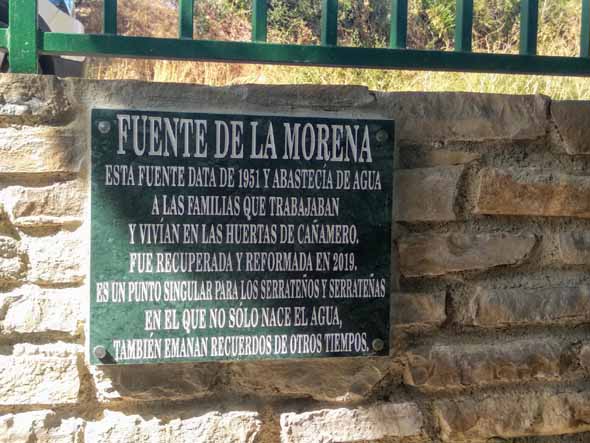 FUENTE DE LA MORENA
ESTA FUENTE DATA DE 1951 Y ABASTECÍA DE AGUA
A LAS FAMILIAS QUE TRABAJABAN
Y VIVÍAN EN LAS HUERTAS DE CAÑAMERO.
FUE RECUPERADA Y REFORMADA EN 2019.
ES UN PUNTO SINGULAR PARA LOS SERRATEÑOS Y SERRATEÑAS
EN EL QUE NO SÓLO NACE EL AGUA,
TAMBIÉN EMANAN RECUERDOS DE OTROS TIEMPOS.